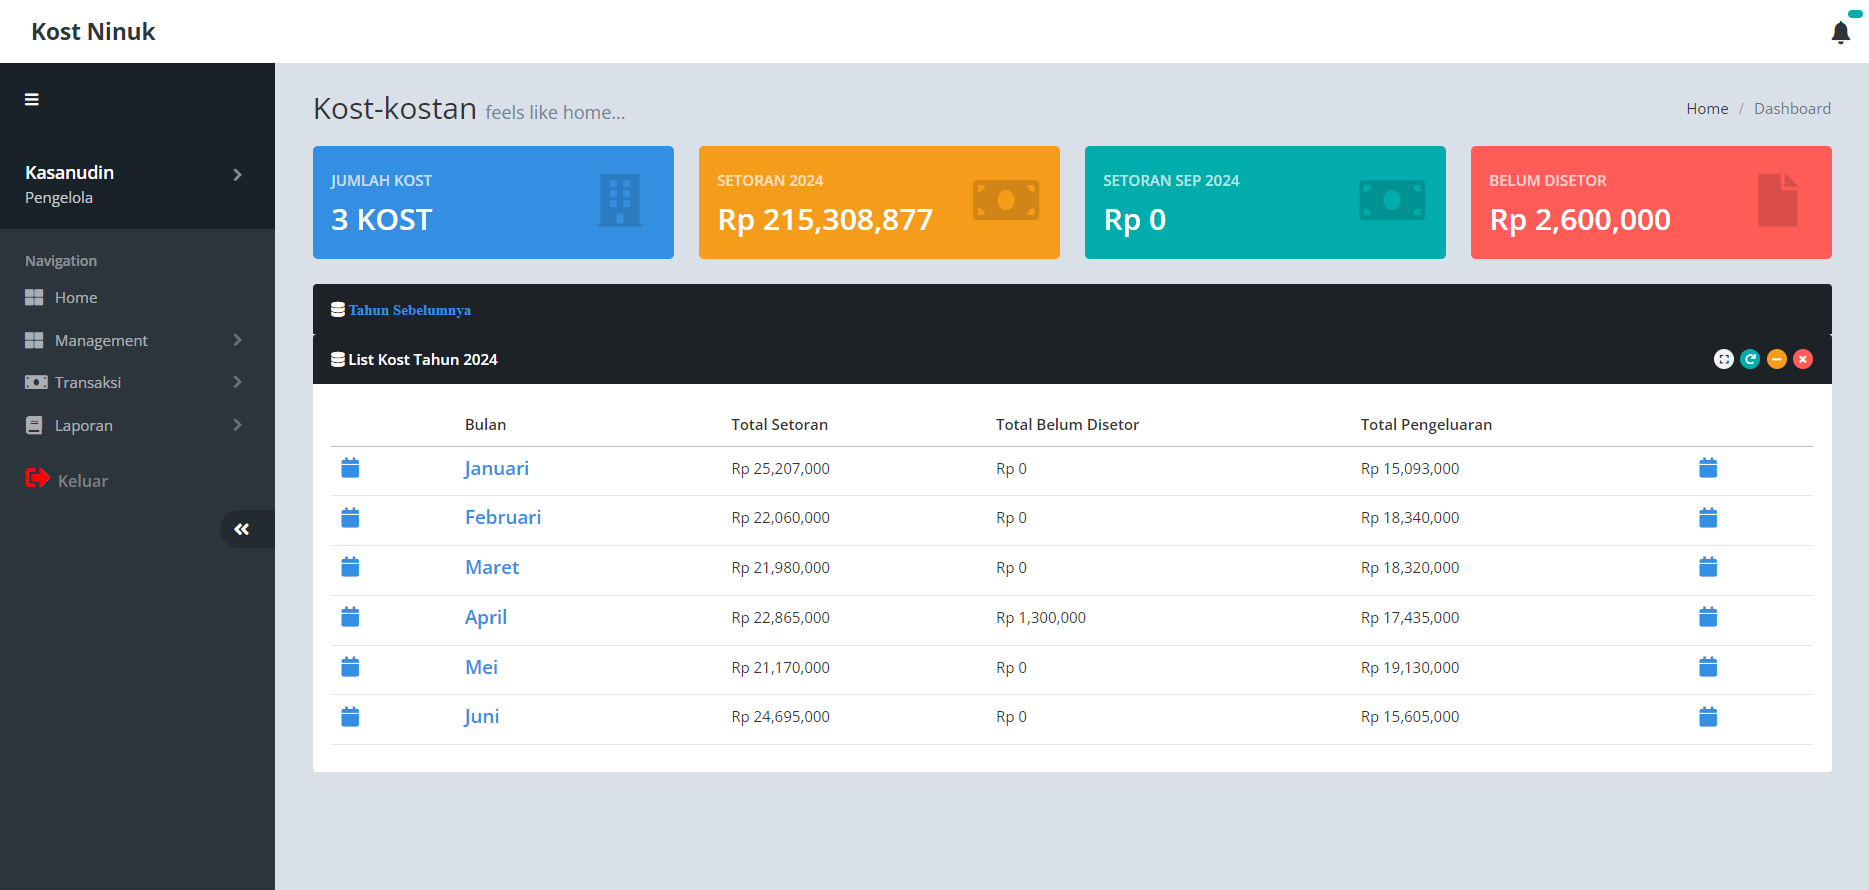 Kost Ninuk
Kasanudin
Pengelola
Navigation
Home
Management
Transaksi
Laporan
Keluar
Kost-kostan feels like home...
Home / Dashboard
JUMLAH KOST
3 KOST
SETORAN 2024
Rp 215,308,877
SETORAN SEP 2024
Rp 0
BELUM DISETOR
Rp 2,600,000
Tahun Sebelumnya
List Kost Tahun 2024
Bulan Total Setoran Total Belum Disetor Total Pengeluaran
Januari Rp 25,207,000 Rp 0 Rp 15,093,000
Februari Rp 22,060,000 Rp 0 Rp 18,340,000
Maret Rp 21,980,000 Rp 0 Rp 18,320,000
April Rp 22,865,000 Rp 1,300,000 Rp 17,435,000
Mei Rp 21,170,000 Rp 0 Rp 19,130,000
Juni Rp 24,695,000 Rp 0 Rp 15,605,000